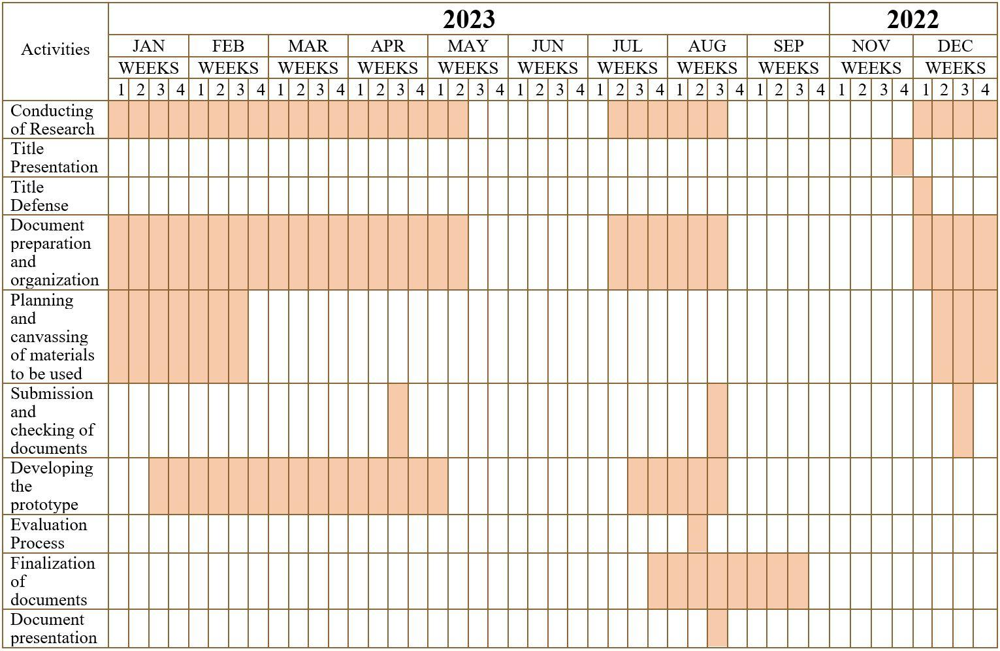 2023 2022
Activities
JAN FEB MAR APR MAY JUN JUL AUG SEP NOV DEC
WEEKS WEEKS WEEKS WEEKS WEEKS WEEKS WEEKS WEEKS WEEKS WEEKS WEEKS
1 2 3 4 1 2 3 4 1 2 3 4 1 2 3 4 1 2 3 4 1 2 3 4 1 2 3 4 1 2 3 4 1 2 3 4 1 2 3 4 1 2 3 4
Conducting
of Research
Title
Presentation
Title
Defense
Document
preparation
and
organization
Planning
and
canvassing
of materials
to be used
Submission
and
checking of
documents
Developing
the
prototype
Evaluation
Process
Finalization
of
documents
Document
presentation